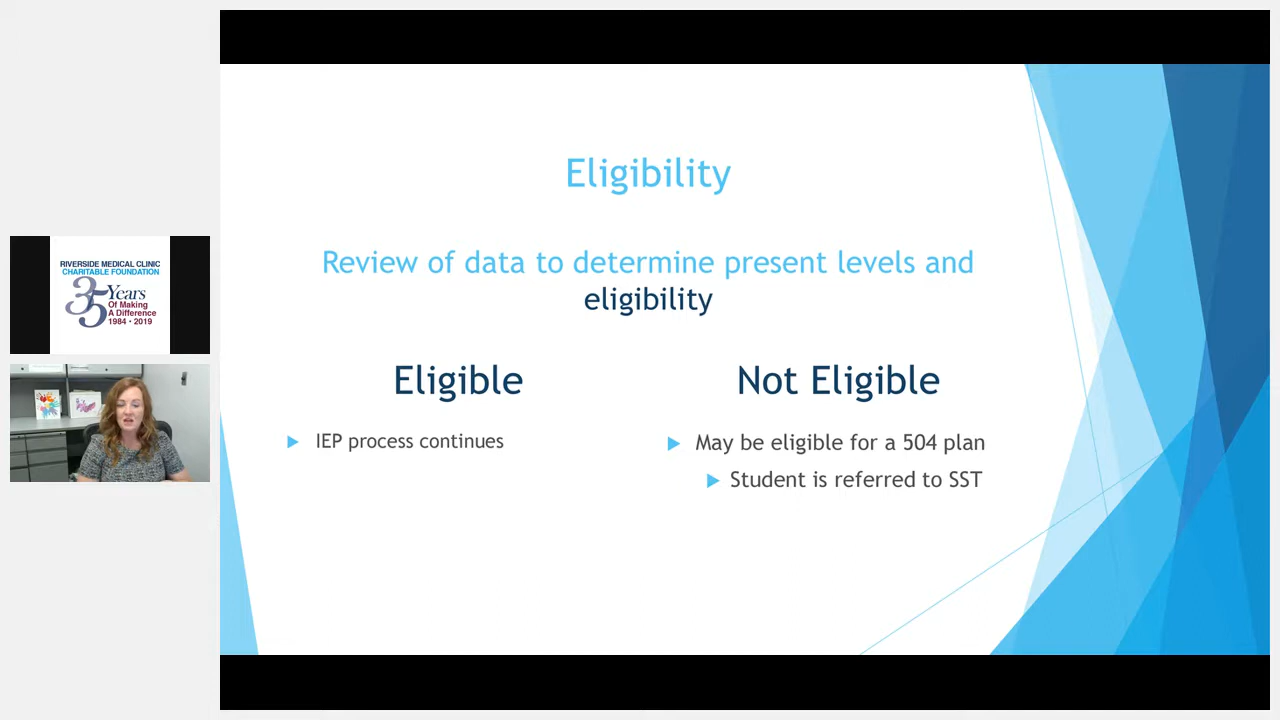 RIVERSIDE MEDICAL CLINIC
CHARITABLE FOUNDATION
35 Years
Of Making
A Difference
1984 • 2019
Eligibility
Review of data to determine present levels and
eligibility
Eligible
IEP process continues
Not Eligible
May be eligible for a 504 plan
Student is referred to SST